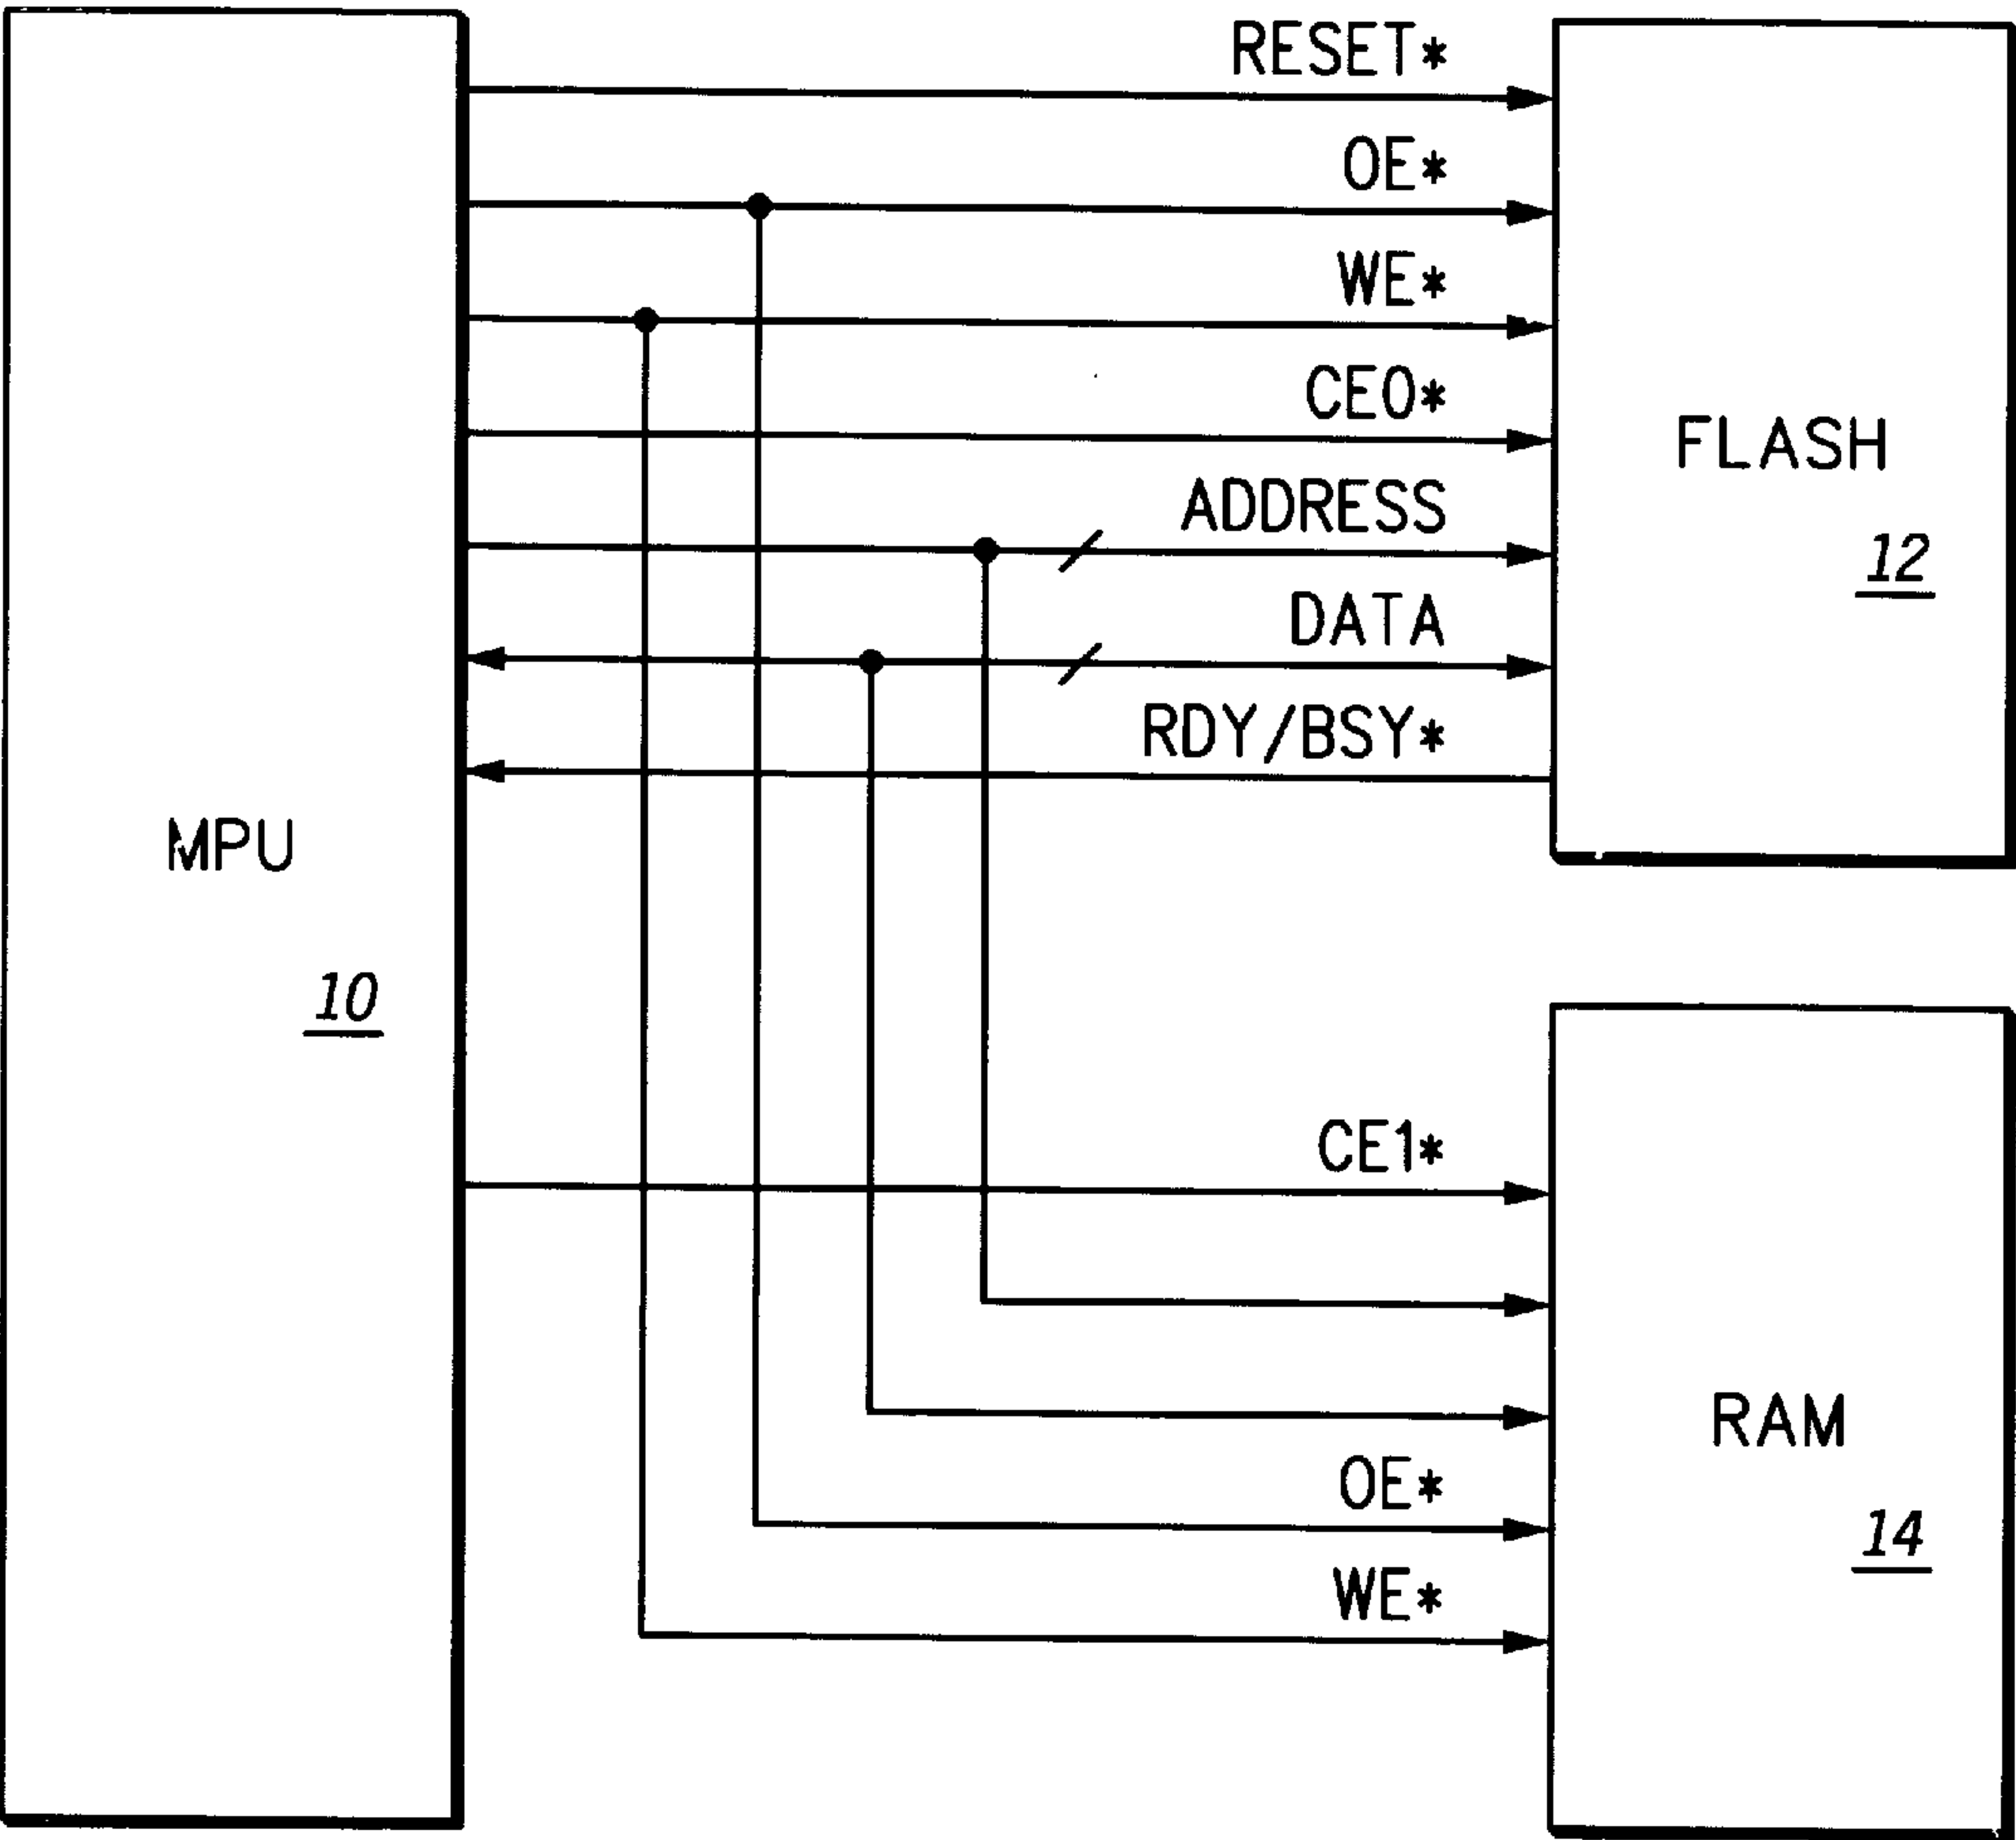 RESET*
OE*
WE*
CE0*
FLASH
ADDRESS
12
DATA
RDY/BSY*
MPU
10
CE1*
RAM
OE*
14
WE*